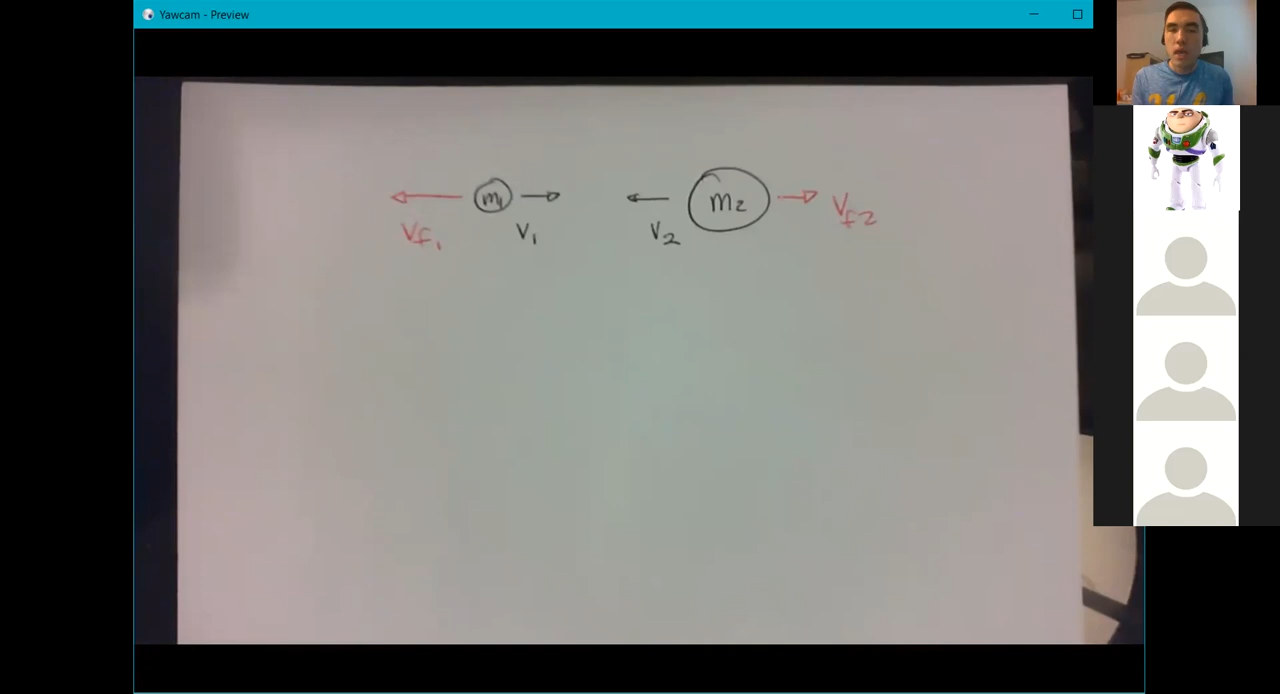 Yawcam - Preview
m₁ m₂
Vf₁ V₁ V₂ Vf2